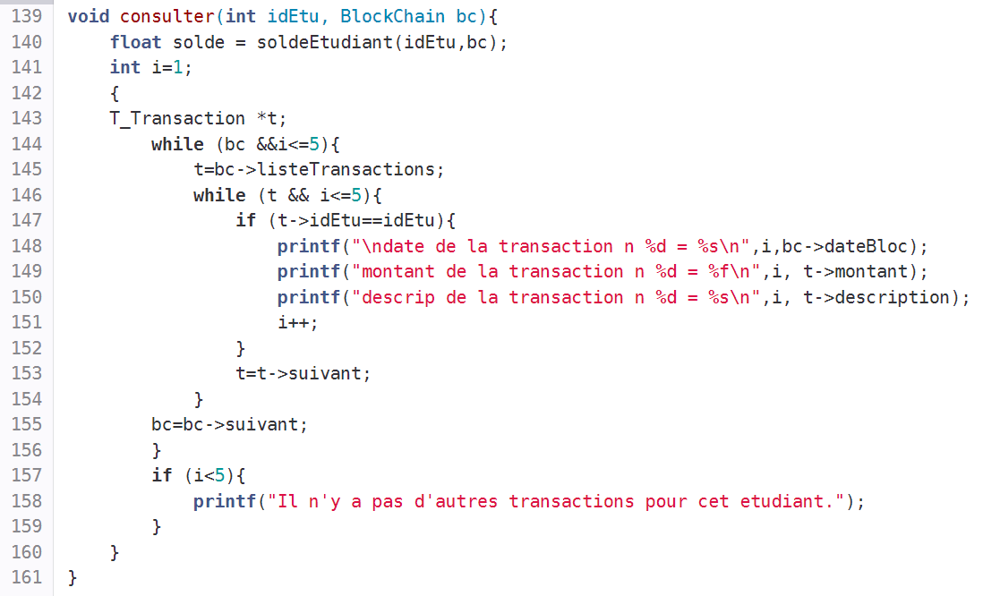 139 void consulter(int idEtu, BlockChain bc){
140     float solde = soldeEtudiant(idEtu,bc);
141     int i=1;
142     {
143     T_Transaction *t;
144         while (bc &&i<=5){
145             t=bc->listeTransactions;
146             while (t && i<=5){
147                 if (t->idEtu==idEtu){
148                     printf("\ndate de la transaction n %d = %s\n",i,bc->dateBloc);
149                     printf("montant de la transaction n %d = %f\n",i, t->montant);
150                     printf("descrip de la transaction n %d = %s\n",i, t->description);
151                     i++;
152                 }
153                 t=t->suivant;
154             }
155         bc=bc->suivant;
156         }
157         if (i<5){
158             printf("Il n'y a pas d'autres transactions pour cet etudiant.");
159         }
160     }
161 }